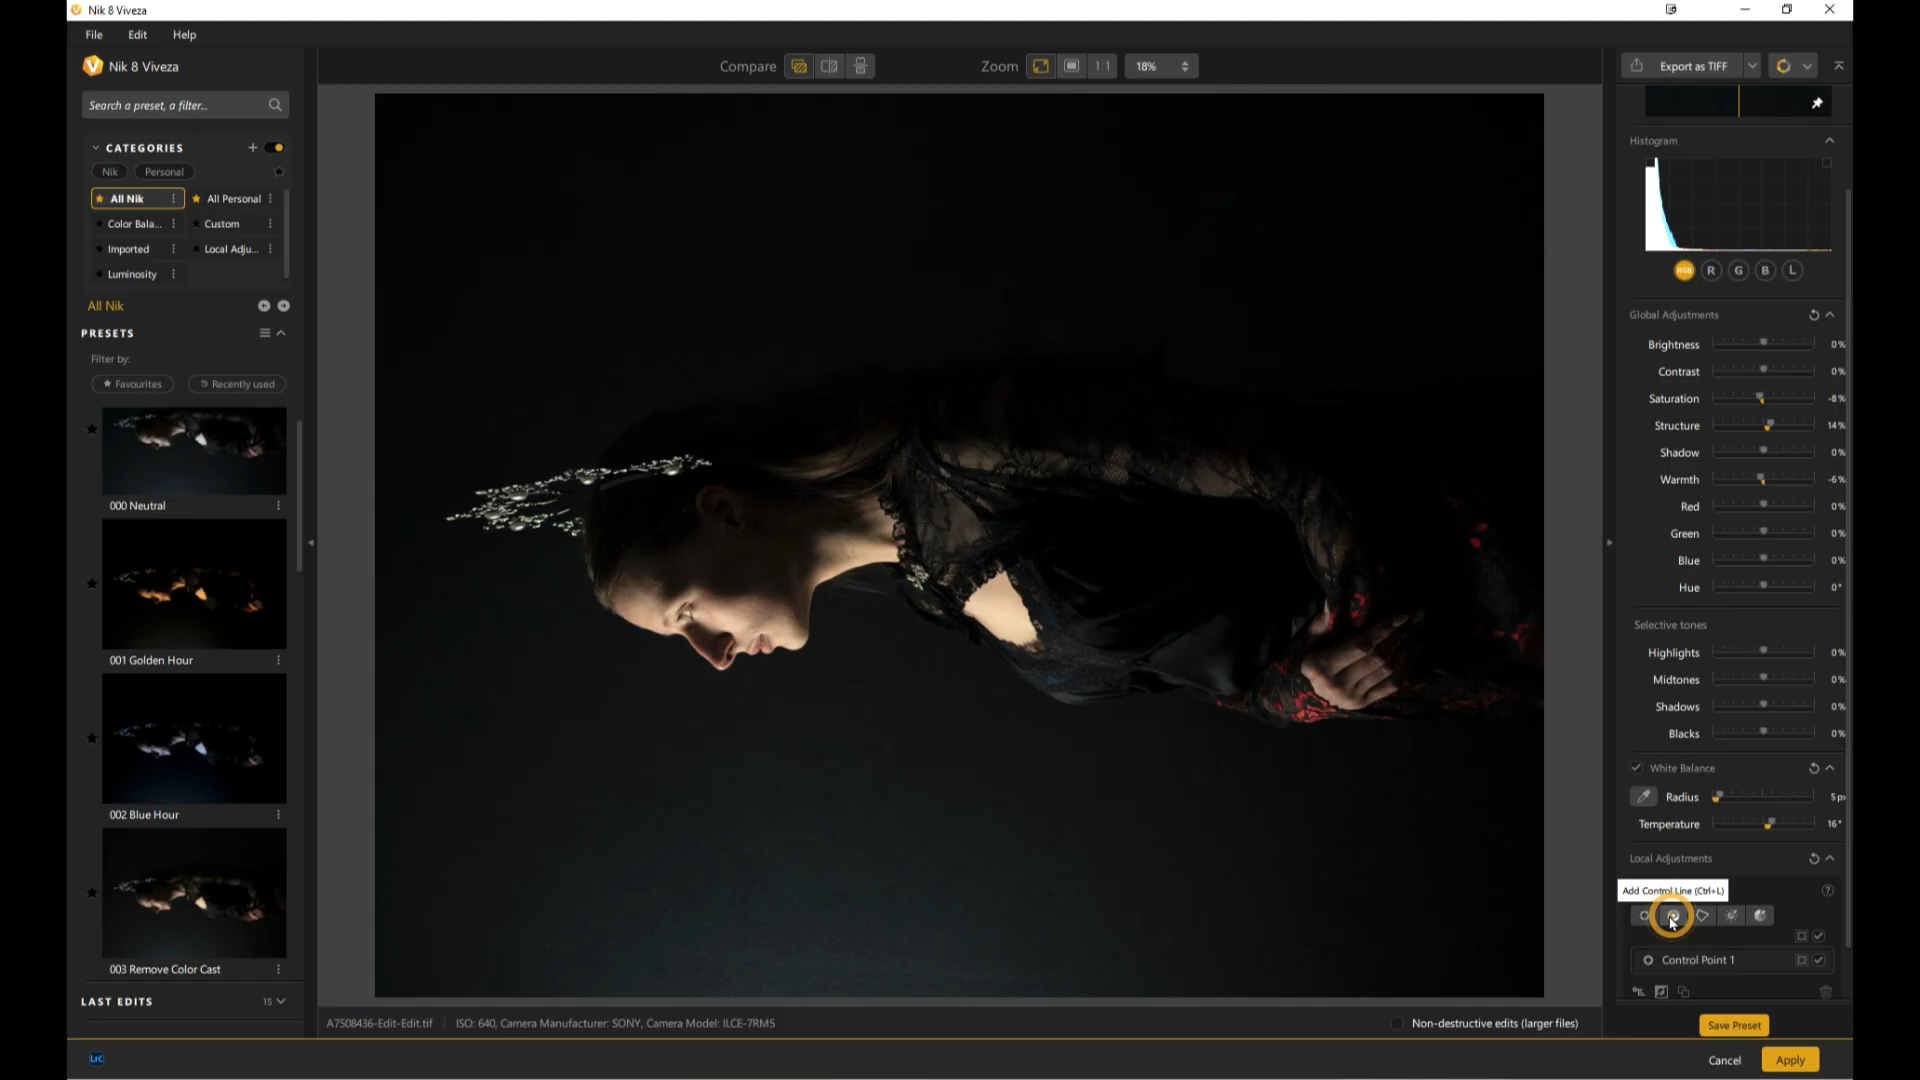 Nik 8 Viveza
File Edit Help
Nik 8 Viveza
Compare
Zoom
1:1
18%
Export as TIFF
Search a preset, a filter...
CATEGORIES
Nik Personal
All Nik All Personal
Color Bala... Custom
Imported Local Adju...
Luminosity
All Nik
PRESETS
Filter by:
Favourites Recently used
000 Neutral
001 Golden Hour
002 Blue Hour
003 Remove Color Cast
LAST EDITS 15
A7508436-Edit-Edit.tif ISO: 640, Camera Manufacturer: SONY, Camera Model: ILCE-7RM5
Non-destructive edits (larger files)
Histogram
RGB R G B L
Global Adjustments
Brightness 0%
Contrast 0%
Saturation -8%
Structure 14%
Shadow 0%
Warmth -6%
Red 0%
Green 0%
Blue 0%
Hue 0°
Selective tones
Highlights 0%
Midtones 0%
Shadows 0%
Blacks 0%
White Balance
Radius 5 p
Temperature 16°
Local Adjustments
Add Control Line (Ctrl+L)
Control Point 1
Save Preset
LrC
Cancel Apply